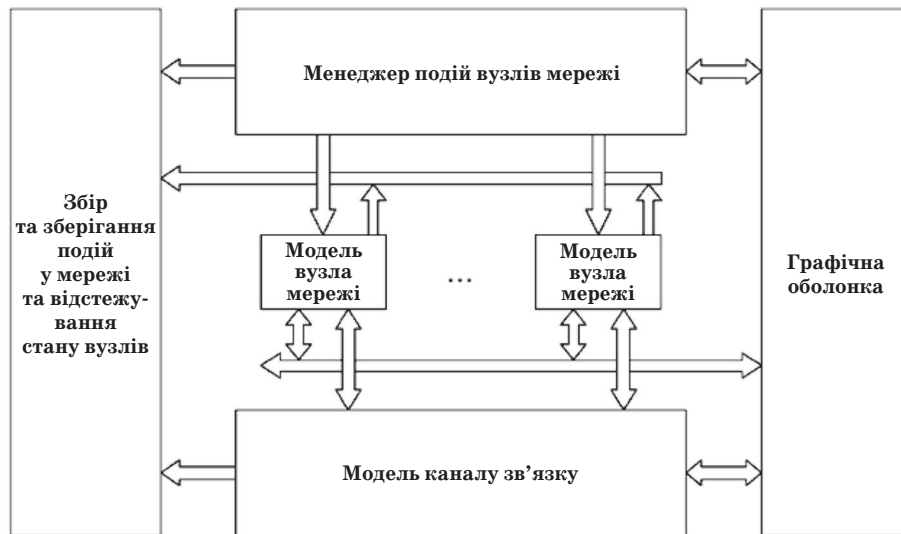 Менеджер подій вузлів мережі
Збір
та зберігання
подій
у мережі
та відстежу-
вання
стану вузлів
Модель
вузла
мережі
...
Модель
вузла
мережі
Графічна
оболонка
Модель каналу зв’язку